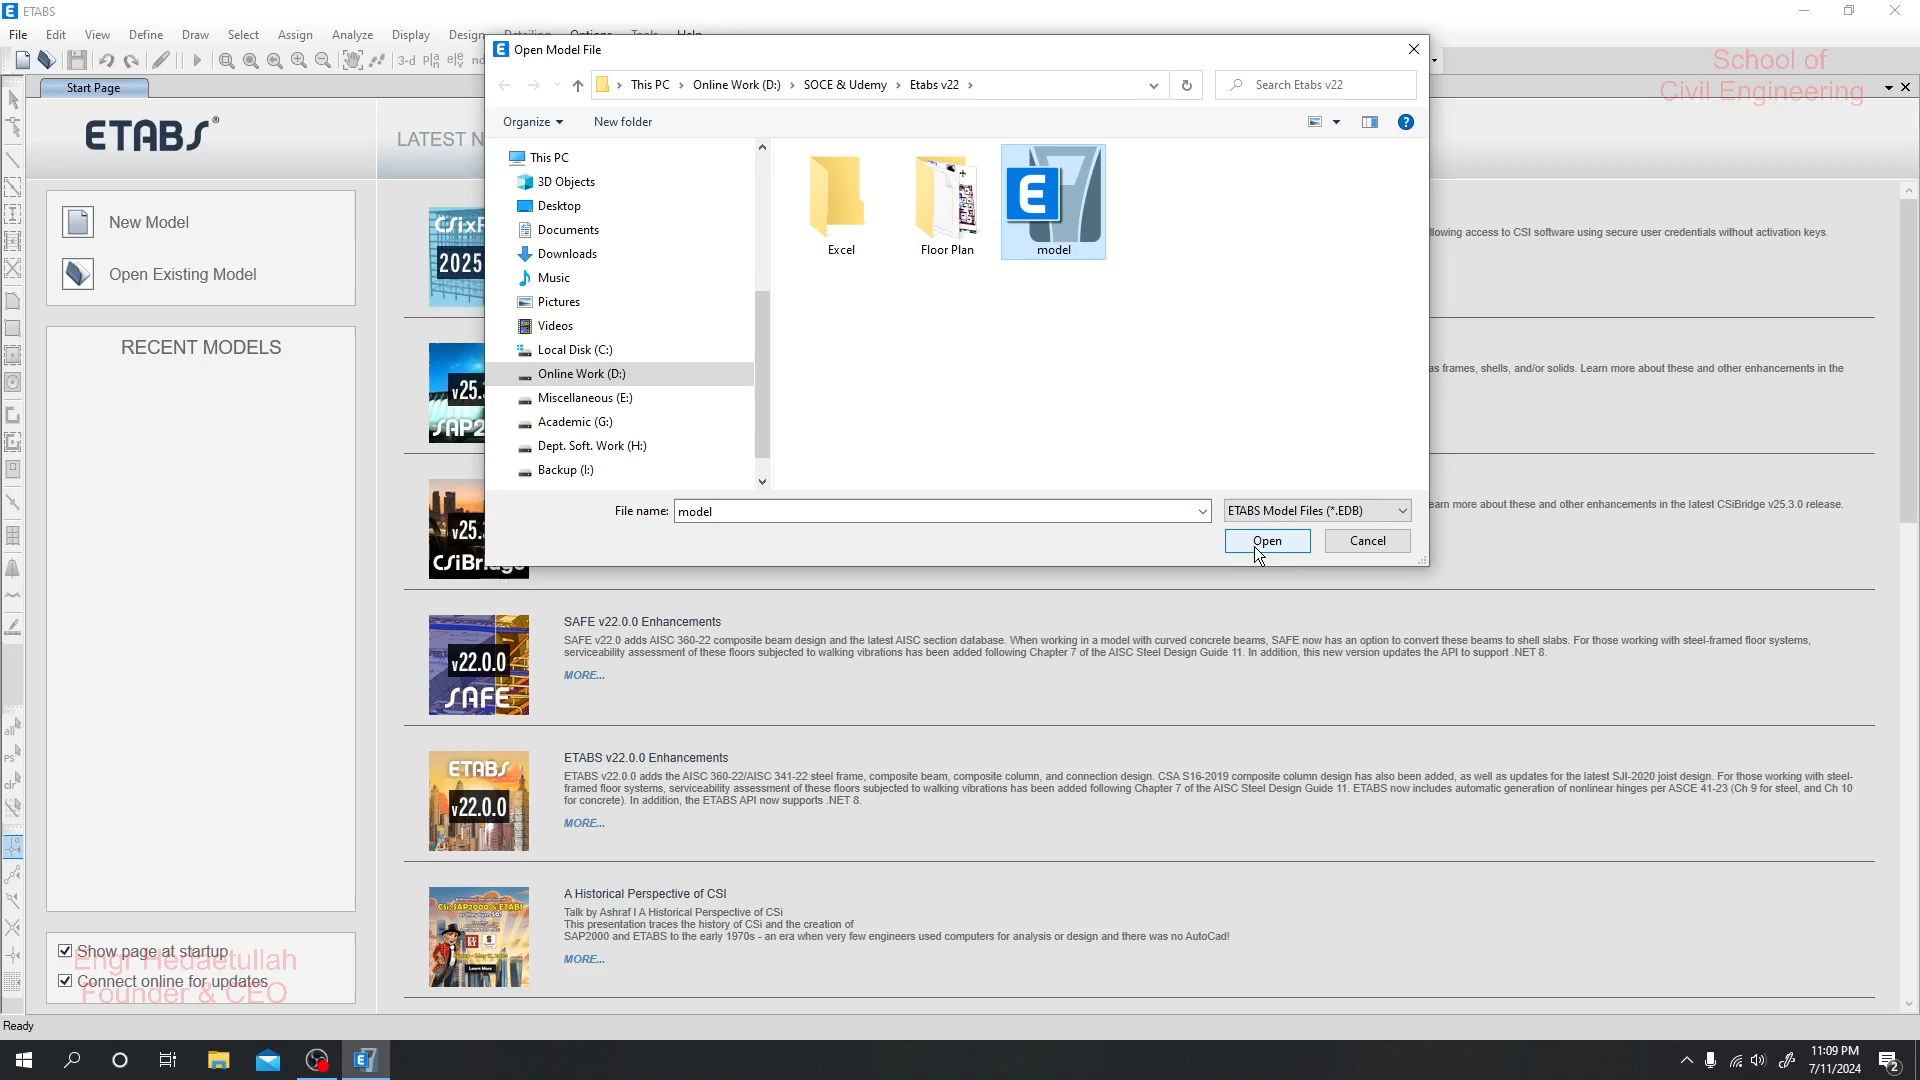 ETABS
File Edit View Define Draw Select Assign Analyze Display Design
Open Model File
3-d
School of
Civil Engineering
This PC › Online Work (D:) › SOCE & Udemy › Etabs v22 ›
Search Etabs v22
Start Page
Organize New folder
ETABS®
LATEST N
This PC
3D Objects
Desktop
Documents
Downloads
Music
Pictures
Videos
Local Disk (C:)
Online Work (D:)
Miscellaneous (E:)
Academic (G:)
Dept. Soft. Work (H:)
Backup (I:)
Excel
Floor Plan
model
New Model
Open Existing Model
RECENT MODELS
2025
llowing access to CSI software using secure user credentials without activation keys.
v25.
SAP2
as frames, shells, and/or solids. Learn more about these and other enhancements in the
v25.
CSiBridge
earn more about these and other enhancements in the latest CSiBridge v25.3.0 release.
File name: model
ETABS Model Files (*.EDB)
Open
Cancel
v22.0.0
SAFE
SAFE v22.0.0 Enhancements
SAFE v22.0 adds AISC 360-22 composite beam design and the latest AISC section database. When working in a model with curved concrete beams, SAFE now has an option to convert these beams to shell slabs. For those working with steel-framed floor systems,
serviceability assessment of these floors subjected to walking vibrations has been added following Chapter 7 of the AISC Steel Design Guide 11. In addition, this new version updates the API to support .NET 8.
MORE...
ETABS
v22.0.0
ETABS v22.0.0 Enhancements
ETABS v22.0.0 adds the AISC 360-22/AISC 341-22 steel frame, composite beam, composite column, and connection design. CSA S16-2019 composite column design has also been added, as well as updates for the latest SJI-2020 joist design. For those working with steel-
framed floor systems, serviceability assessment of these floors subjected to walking vibrations has been added following Chapter 7 of the AISC Steel Design Guide 11. ETABS now includes automatic generation of nonlinear hinges per ASCE 41-23 (Ch 9 for steel, and Ch 10
for concrete). In addition, the ETABS API now supports .NET 8.
MORE...
A Historical Perspective of CSI
Talk by Ashraf I A Historical Perspective of CSi
This presentation traces the history of CSi and the creation of
SAP2000 and ETABS to the early 1970s - an era when very few engineers used computers for analysis or design and there was no AutoCad!
MORE...
Show page at startup
Connect online for updates
Engr Hedaetullah
Founder & CEO
Ready
11:09 PM
7/11/2024
2